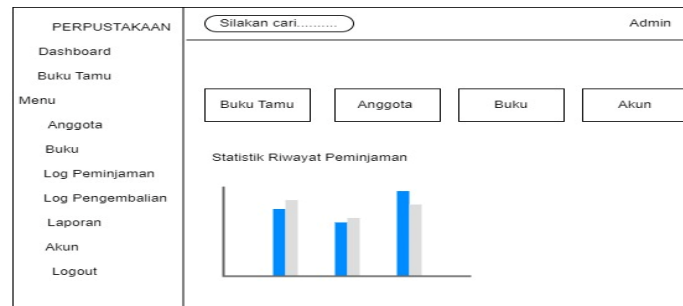 PERPUSTAKAAN
Dashboard
Buku Tamu
Menu
Anggota
Buku
Log Peminjaman
Log Pengembalian
Laporan
Akun
Logout
Silakan cari..........
Admin
Buku Tamu
Anggota
Buku
Akun
Statistik Riwayat Peminjaman